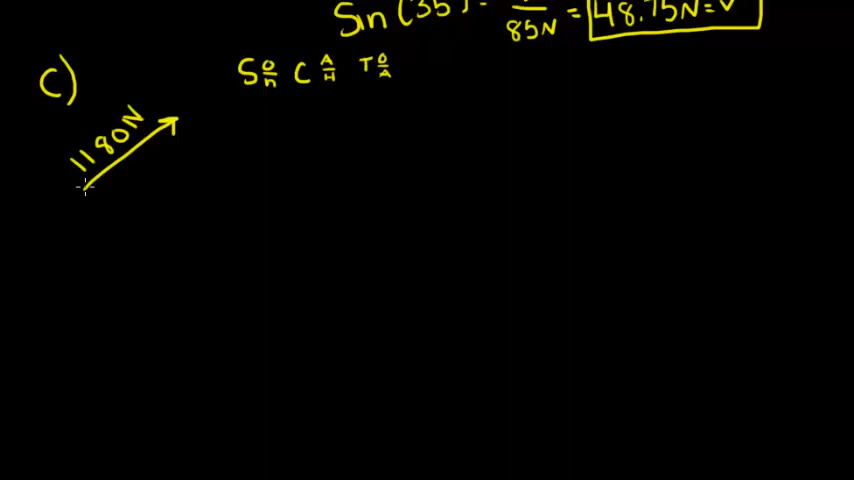 Sin (35) = / 85N = 48.75N = V
C) S O/H C A/H T O/A
1180N